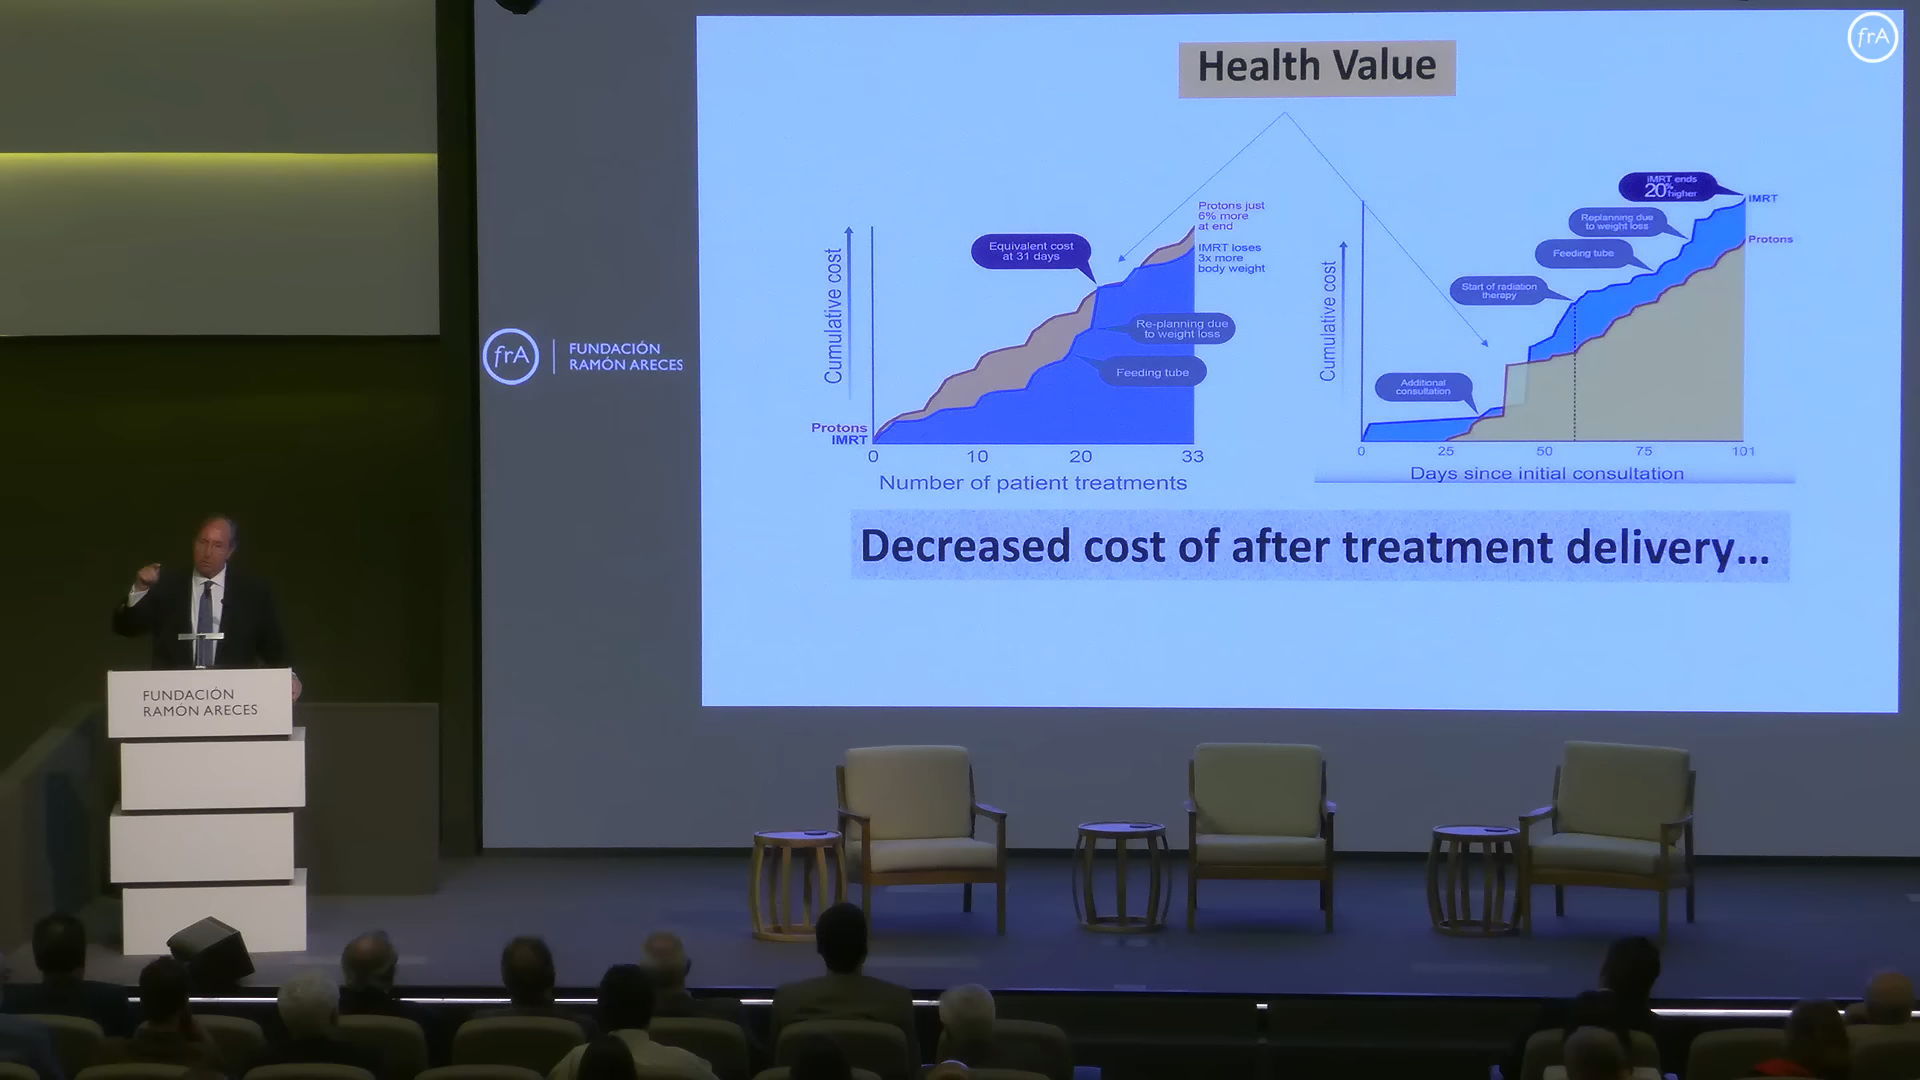 frA
Health Value
Protons just
6% more
at end
IMRT loses
3x more
body weight
Equivalent cost
at 31 days
Re-planning due
to weight loss
Feeding tube
Cumulative cost
Protons
IMRT
0 10 20 33
Number of patient treatments
IMRT ends
20% higher
IMRT
Replanning due
to weight loss
Protons
Feeding tube
Start of radiation
therapy
Additional
consultation
Cumulative cost
0 25 50 75 101
Days since initial consultation
Decreased cost of after treatment delivery...
frA
FUNDACIÓN
RAMÓN ARECES
FUNDACIÓN
RAMÓN ARECES